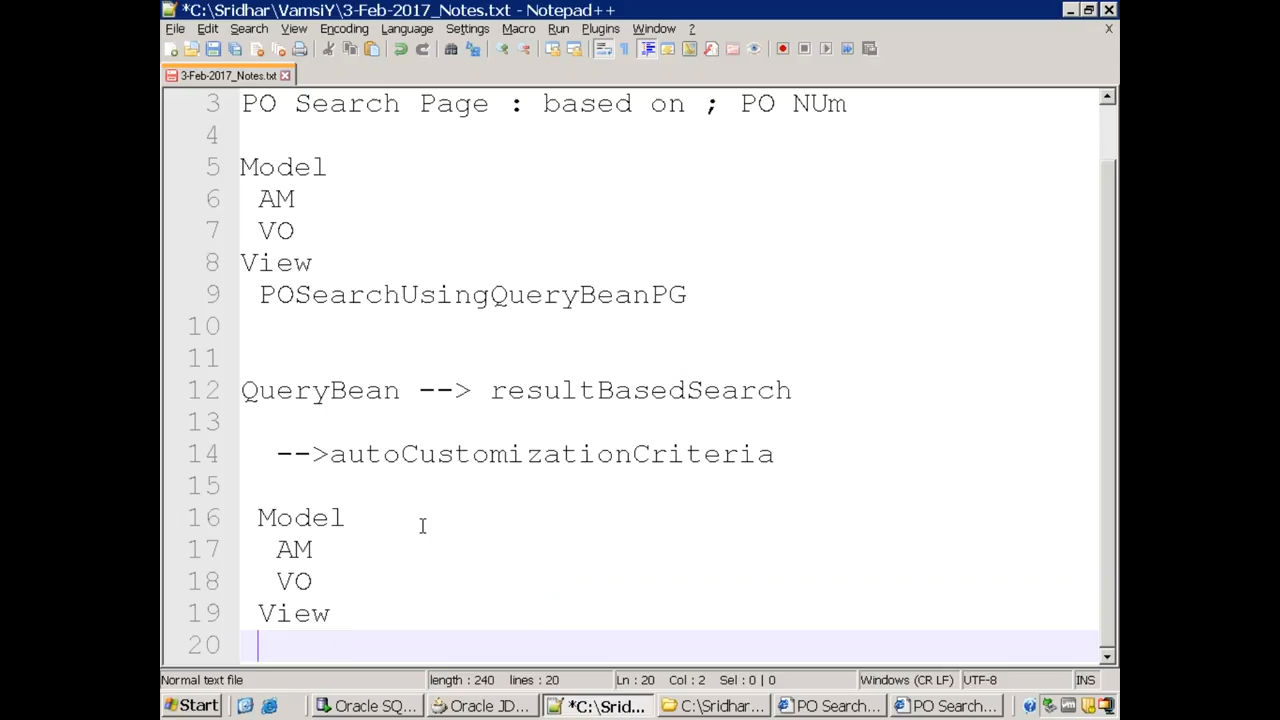 *C:\Sridhar\VamsiY\3-Feb-2017_Notes.txt - Notepad++
File Edit Search View Encoding Language Settings Macro Run Plugins Window ? X
3-Feb-2017_Notes.txt
3 PO Search Page : based on ; PO NUm
4
5 Model
6 AM
7 VO
8 View
9 POSearchUsingQueryBeanPG
10
11
12 QueryBean --> resultBasedSearch
13
14 -->autoCustomizationCriteria
15
16 Model
17 AM
18 VO
19 View
20
Normal text file length : 240 lines : 20 Ln : 20 Col : 2 Sel : 0 | 0 Windows (CR LF) UTF-8 INS
Start Oracle SQ... Oracle JD... *C:\Srid... C:\Sridhar... PO Search... PO Search...